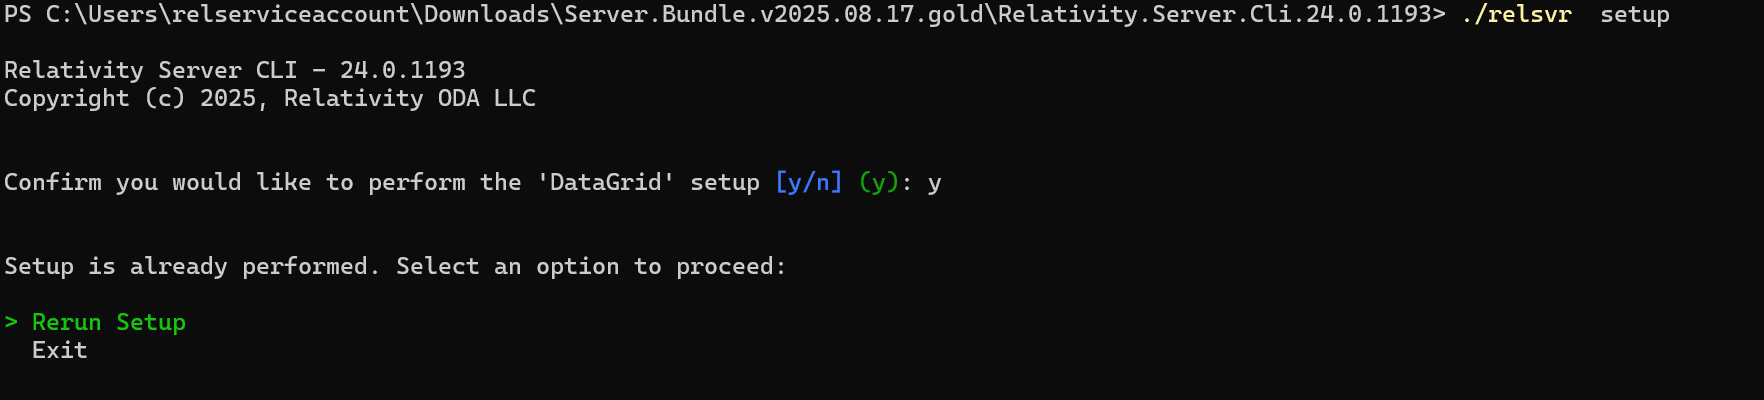 PS C:\Users\relserviceaccount\Downloads\Server.Bundle.v2025.08.17.gold\Relativity.Server.Cli.24.0.1193> ./relsvr  setup
Relativity Server CLI - 24.0.1193
Copyright (c) 2025, Relativity ODA LLC
Confirm you would like to perform the 'DataGrid' setup [y/n] (y): y
Setup is already performed. Select an option to proceed:
> Rerun Setup
  Exit